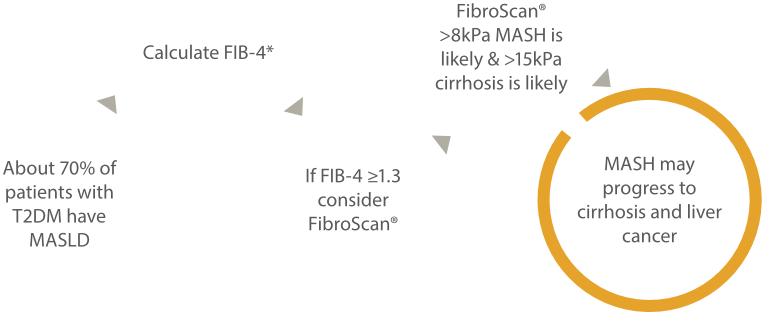 About 70% of
patients with
T2DM have
MASLD
Calculate FIB-4*
If FIB-4 ≥1.3
consider
FibroScan®
FibroScan®
>8kPa MASH is
likely & >15kPa
cirrhosis is likely
MASH may
progress to
cirrhosis and liver
cancer